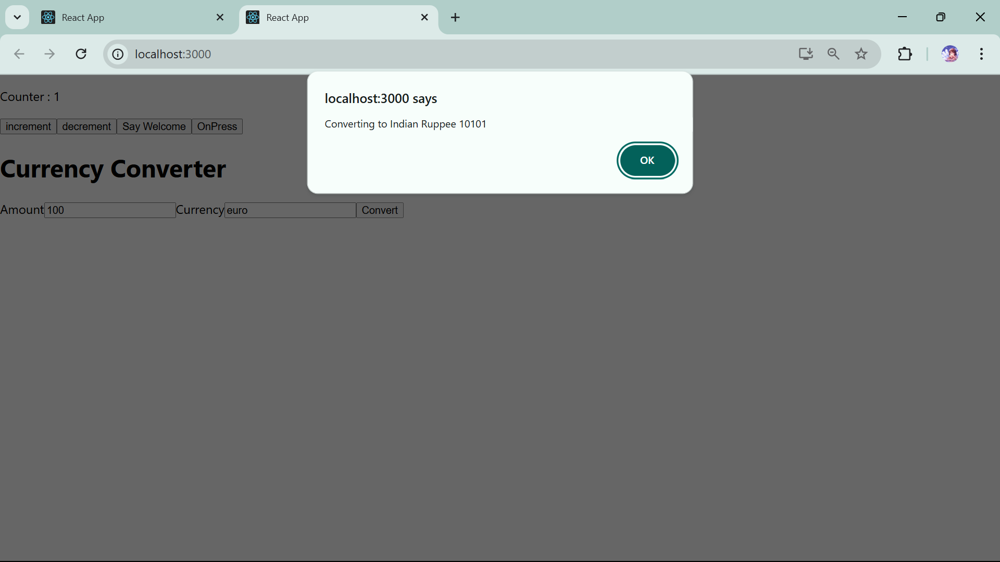 React App
React App
localhost:3000
localhost:3000 says
Converting to Indian Ruppee 10101
OK
Counter : 1
increment decrement Say Welcome OnPress
Currency Converter
Amount 100 Currency euro Convert